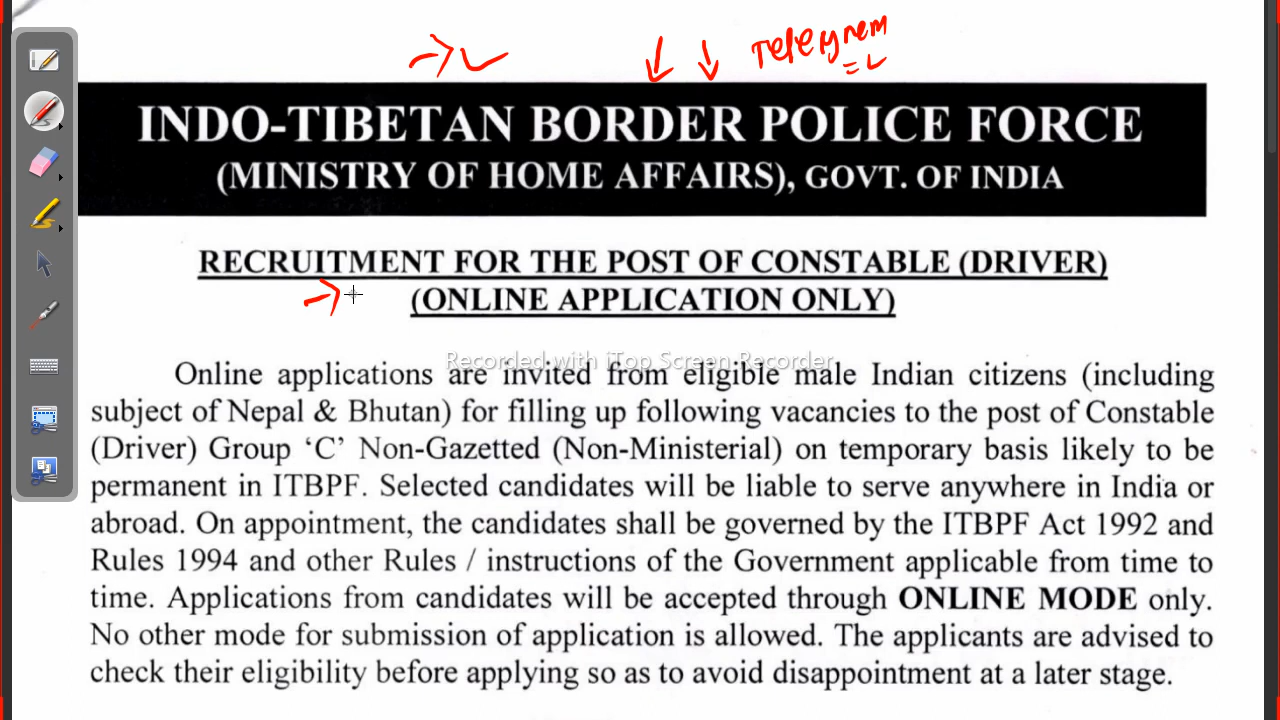 Telegram
INDO-TIBETAN BORDER POLICE FORCE
(MINISTRY OF HOME AFFAIRS), GOVT. OF INDIA
RECRUITMENT FOR THE POST OF CONSTABLE (DRIVER)
(ONLINE APPLICATION ONLY)
Recorded with iTop Screen Recorder
Online applications are invited from eligible male Indian citizens (including
subject of Nepal & Bhutan) for filling up following vacancies to the post of Constable
(Driver) Group ‘C’ Non-Gazetted (Non-Ministerial) on temporary basis likely to be
permanent in ITBPF. Selected candidates will be liable to serve anywhere in India or
abroad. On appointment, the candidates shall be governed by the ITBPF Act 1992 and
Rules 1994 and other Rules / instructions of the Government applicable from time to
time. Applications from candidates will be accepted through ONLINE MODE only.
No other mode for submission of application is allowed. The applicants are advised to
check their eligibility before applying so as to avoid disappointment at a later stage.